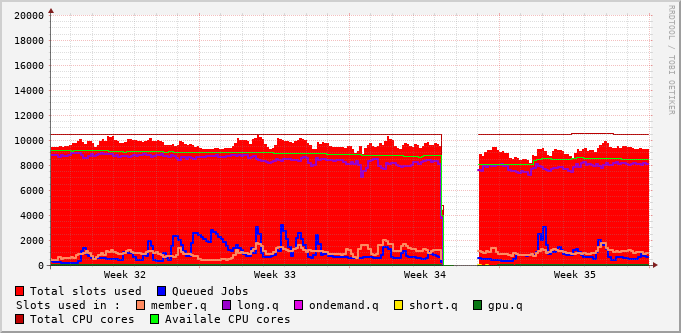 20000
18000
16000
14000
12000
10000
8000
6000
4000
2000
0
Week 32 Week 33 Week 34 Week 35
RRDTOOL / TOBI OETIKER
Total slots used Queued Jobs
Slots used in : member.q long.q ondemand.q short.q gpu.q
Total CPU cores Availale CPU cores